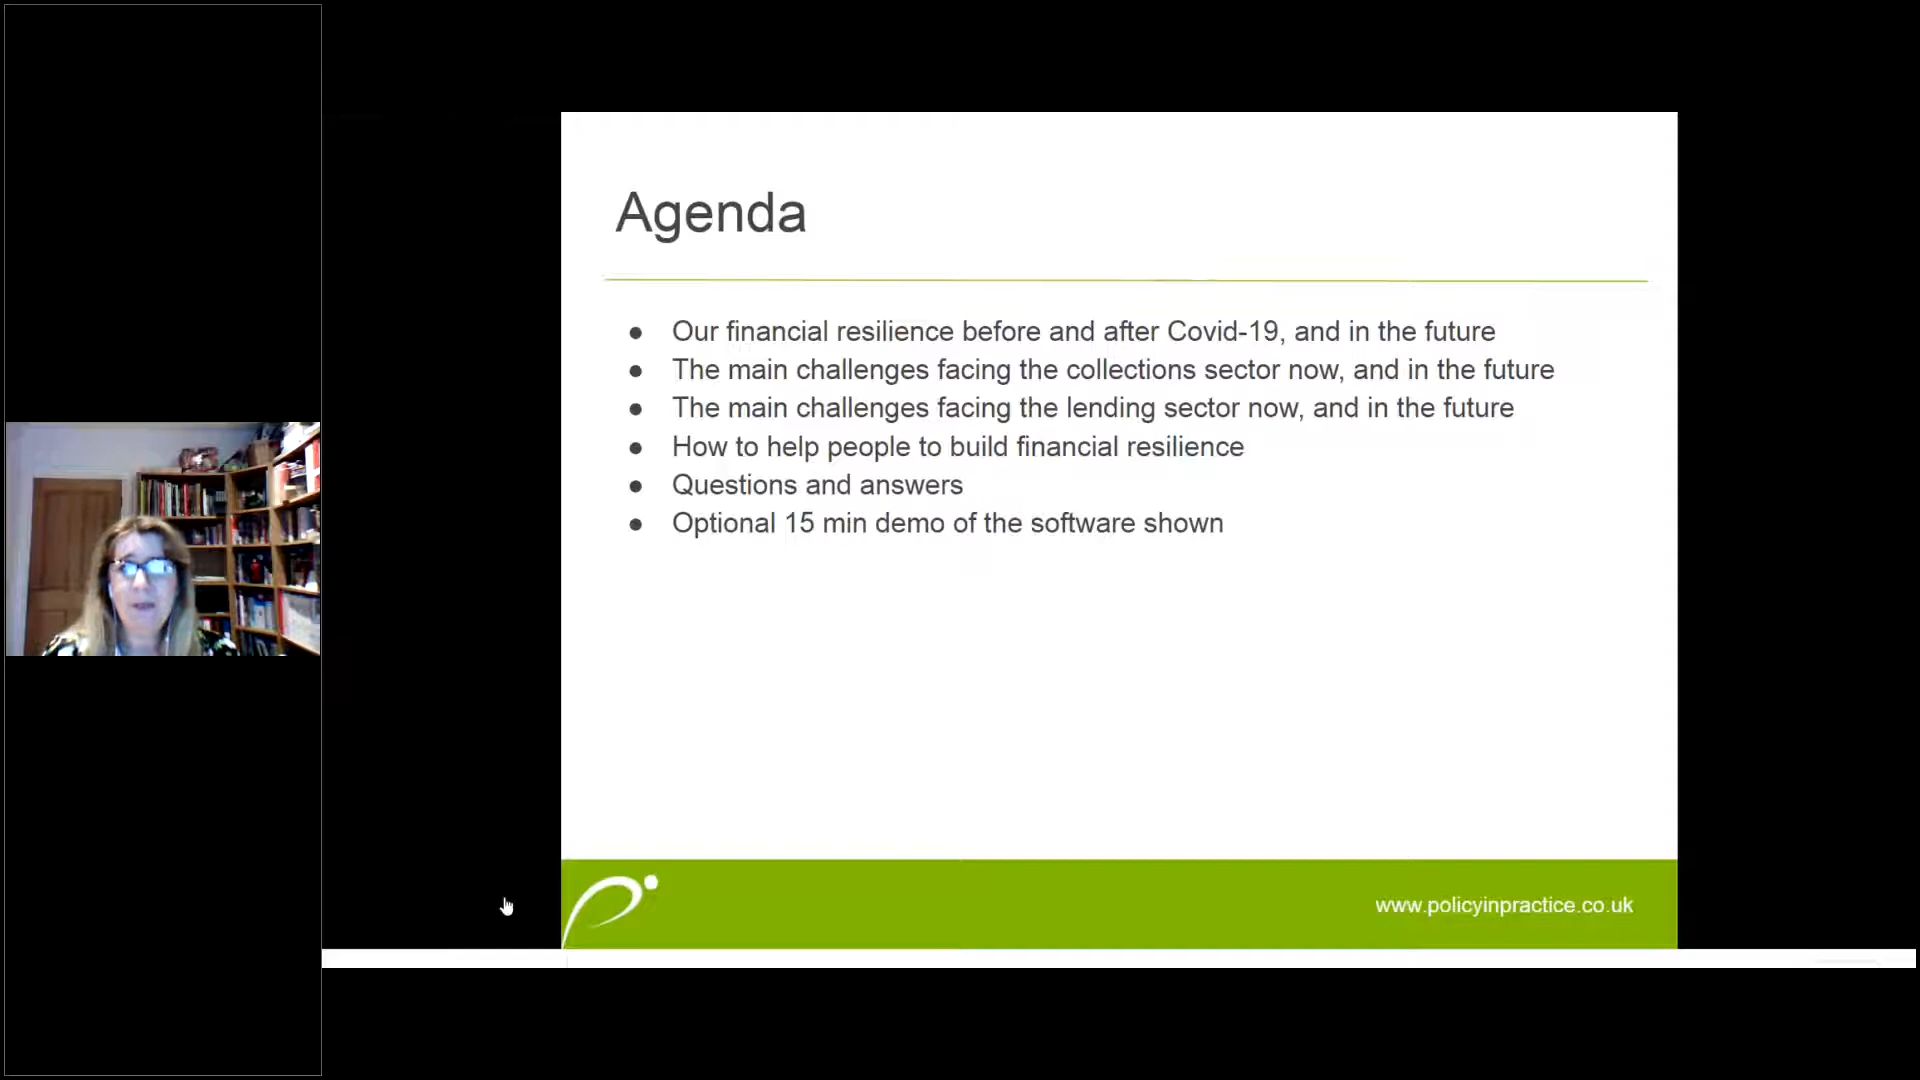 Agenda
● Our financial resilience before and after Covid-19, and in the future
● The main challenges facing the collections sector now, and in the future
● The main challenges facing the lending sector now, and in the future
● How to help people to build financial resilience
● Questions and answers
● Optional 15 min demo of the software shown
www.policyinpractice.co.uk